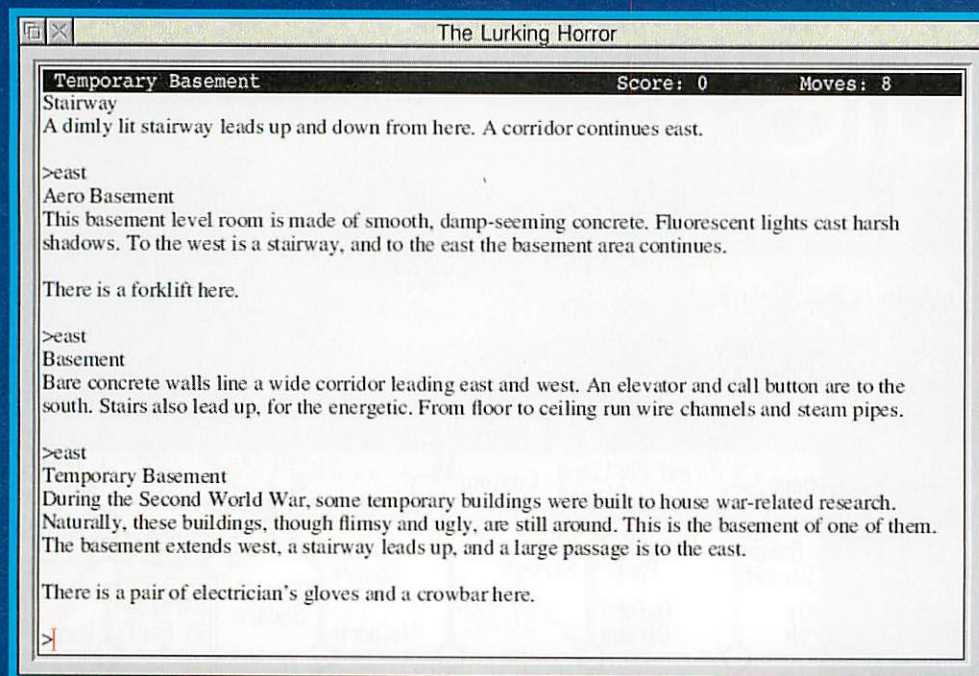 The Lurking Horror
Temporary Basement Score: 0 Moves: 8
Stairway
A dimly lit stairway leads up and down from here. A corridor continues east.
>east
Aero Basement
This basement level room is made of smooth, damp-seeming concrete. Fluorescent lights cast harsh
shadows. To the west is a stairway, and to the east the basement area continues.
There is a forklift here.
>east
Basement
Bare concrete walls line a wide corridor leading east and west. An elevator and call button are to the
south. Stairs also lead up, for the energetic. From floor to ceiling run wire channels and steam pipes.
>east
Temporary Basement
During the Second World War, some temporary buildings were built to house war-related research.
Naturally, these buildings, though flimsy and ugly, are still around. This is the basement of one of them.
The basement extends west, a stairway leads up, and a large passage is to the east.
There is a pair of electrician's gloves and a crowbar here.
>